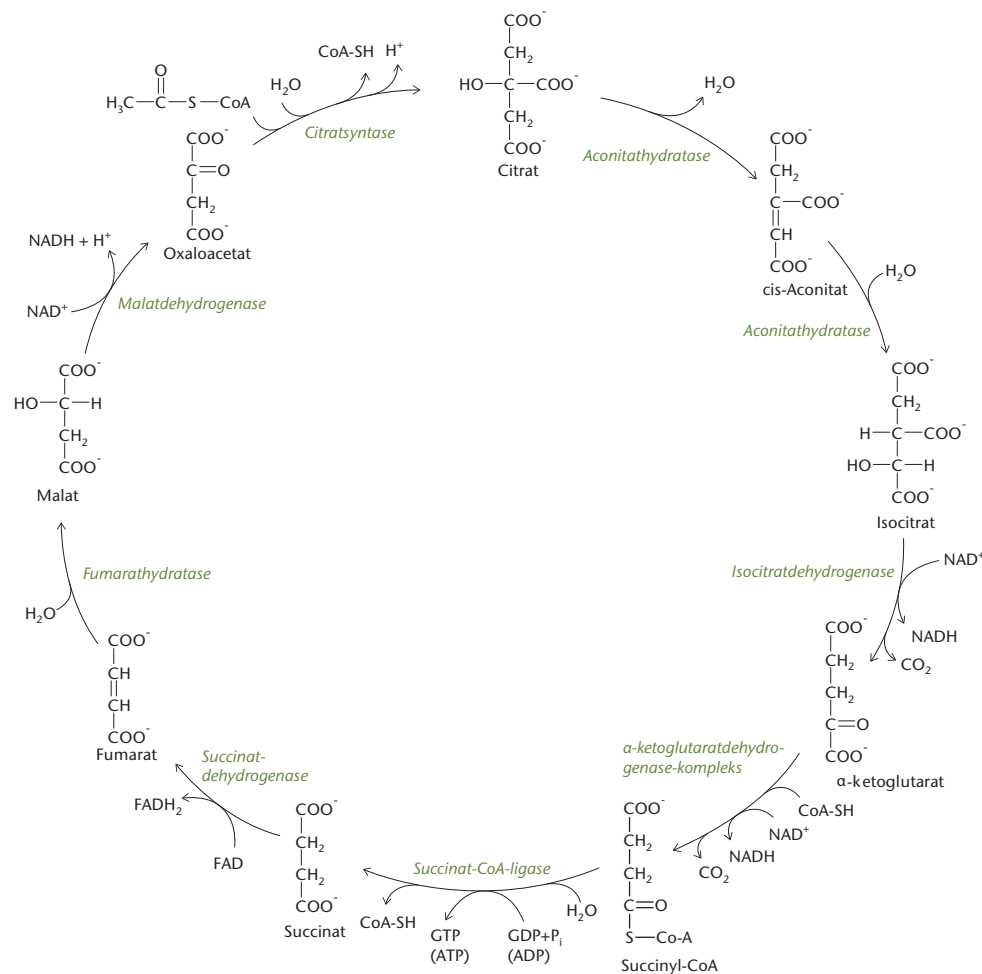 COO⁻
CH₂
HO—C—COO⁻
CH₂
COO⁻
Citrat
O
H₃C—C—S—CoA
H₂O
CoA-SH H⁺
Citratsyntase
H₂O
Aconitathydratase
COO⁻
CH₂
C—COO⁻
CH
COO⁻
cis-Aconitat
H₂O
Aconitathydratase
COO⁻
CH₂
H—C—COO⁻
HO—C—H
COO⁻
Isocitrat
Isocitratdehydrogenase
NAD⁺
NADH
CO₂
COO⁻
CH₂
CH₂
C=O
COO⁻
α-ketoglutarat
α-ketoglutaratdehydro-
genase-kompleks
CoA-SH
NAD⁺
NADH
CO₂
COO⁻
CH₂
CH₂
C=O
S—Co-A
Succinyl-CoA
Succinat-CoA-ligase
H₂O
GDP+Pᵢ
(ADP)
GTP
(ATP)
CoA-SH
COO⁻
CH₂
CH₂
COO⁻
Succinat
Succinat-
dehydrogenase
FAD
FADH₂
COO⁻
CH
CH
COO⁻
Fumarat
Fumarathydratase
H₂O
COO⁻
HO—C—H
CH₂
COO⁻
Malat
Malatdehydrogenase
NAD⁺
NADH + H⁺
COO⁻
C=O
CH₂
COO⁻
Oxaloacetat